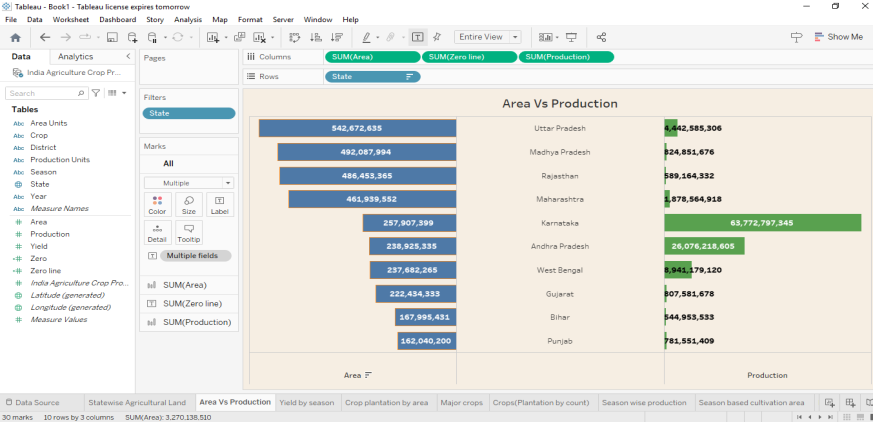 Tableau - Book1 - Tableau license expires tomorrow
File Data Worksheet Dashboard Story Analysis Map Format Server Window Help
Entire View
Show Me
Data Analytics
India Agriculture Crop Pr...
Search
Tables
Abc Area Units
Abc Crop
Abc District
Abc Production Units
Abc Season
State
Abc Year
Abc Measure Names
Area
Production
Yield
Zero
Zero line
India Agriculture Crop Pro...
Latitude (generated)
Longitude (generated)
Measure Values
Pages
Filters
State
Marks
All
Multiple
Color Size Label
Detail Tooltip
Multiple fields
SUM(Area)
SUM(Zero line)
SUM(Production)
Columns SUM(Area) SUM(Zero line) SUM(Production)
Rows State
Area Vs Production
542,672,635 Uttar Pradesh 4,442,585,306
492,087,994 Madhya Pradesh 824,851,676
486,453,365 Rajasthan 589,164,332
461,939,552 Maharashtra 1,878,564,918
257,907,399 Karnataka 63,772,797,345
238,925,335 Andhra Pradesh 26,076,218,605
237,682,265 West Bengal 8,941,179,120
222,434,333 Gujarat 807,581,678
167,995,431 Bihar 544,953,533
162,040,200 Punjab 781,551,409
Area Production
Data Source Statewise Agricultural Land Area Vs Production Yield by season Crop plantation by area Major crops Crops(Plantation by count) Season wise production Season based cultivation area
30 marks 10 rows by 3 columns SUM(Area): 3,270,138,510